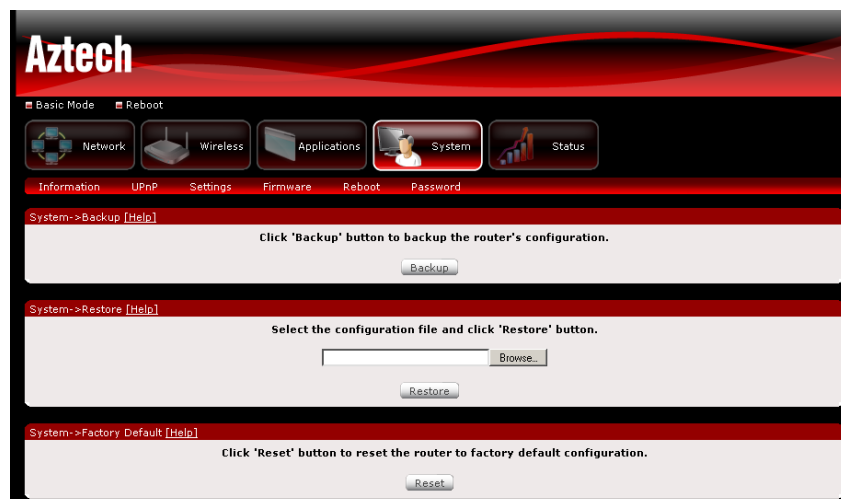 Aztech
Basic Mode Reboot
Network Wireless Applications System Status
Information UPnP Settings Firmware Reboot Password
System->Backup [Help]
Click 'Backup' button to backup the router's configuration.
Backup
System->Restore [Help]
Select the configuration file and click 'Restore' button.
Browse...
Restore
System->Factory Default [Help]
Click 'Reset' button to reset the router to factory default configuration.
Reset